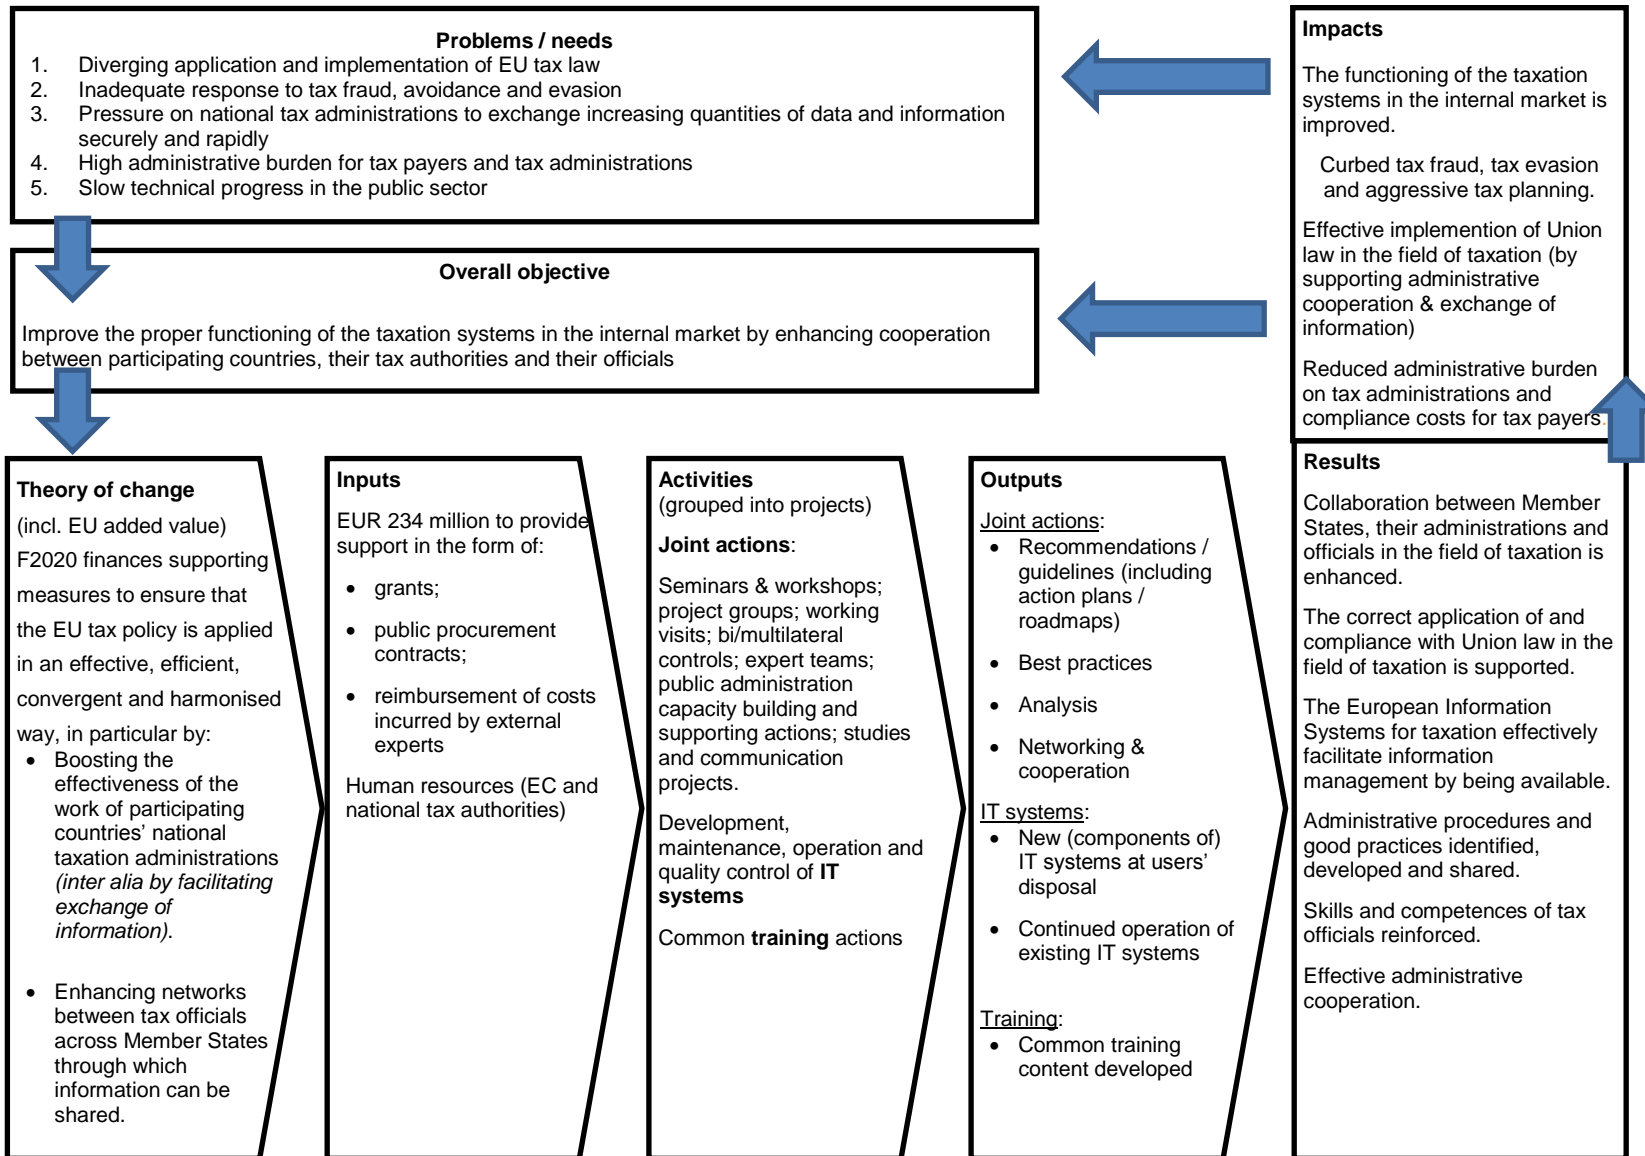 Problems / needs
1. Diverging application and implementation of EU tax law
2. Inadequate response to tax fraud, avoidance and evasion
3. Pressure on national tax administrations to exchange increasing quantities of data and information
securely and rapidly
4. High administrative burden for tax payers and tax administrations
5. Slow technical progress in the public sector
Overall objective
Improve the proper functioning of the taxation systems in the internal market by enhancing cooperation
between participating countries, their tax authorities and their officials
Theory of change
(incl. EU added value)
F2020 finances supporting
measures to ensure that
the EU tax policy is applied
in an effective, efficient,
convergent and harmonised
way, in particular by:
• Boosting the
effectiveness of the
work of participating
countries’ national
taxation administrations
(inter alia by facilitating
exchange of
information).
• Enhancing networks
between tax officials
across Member States
through which
information can be
shared.
Inputs
EUR 234 million to provide
support in the form of:
• grants;
• public procurement
contracts;
• reimbursement of costs
incurred by external
experts
Human resources (EC and
national tax authorities)
Activities
(grouped into projects)
Joint actions:
Seminars & workshops;
project groups; working
visits; bi/multilateral
controls; expert teams;
public administration
capacity building and
supporting actions; studies
and communication
projects.
Development,
maintenance, operation and
quality control of IT
systems
Common training actions
Outputs
Joint actions:
• Recommendations /
guidelines (including
action plans /
roadmaps)
• Best practices
• Analysis
• Networking &
cooperation
IT systems:
• New (components of)
IT systems at users’
disposal
• Continued operation of
existing IT systems
Training:
• Common training
content developed
Impacts
The functioning of the taxation
systems in the internal market is
improved.
Curbed tax fraud, tax evasion
and aggressive tax planning.
Effective implemention of Union
law in the field of taxation (by
supporting administrative
cooperation & exchange of
information)
Reduced administrative burden
on tax administrations and
compliance costs for tax payers.
Results
Collaboration between Member
States, their administrations and
officials in the field of taxation is
enhanced.
The correct application of and
compliance with Union law in the
field of taxation is supported.
The European Information
Systems for taxation effectively
facilitate information
management by being available.
Administrative procedures and
good practices identified,
developed and shared.
Skills and competences of tax
officials reinforced.
Effective administrative
cooperation.